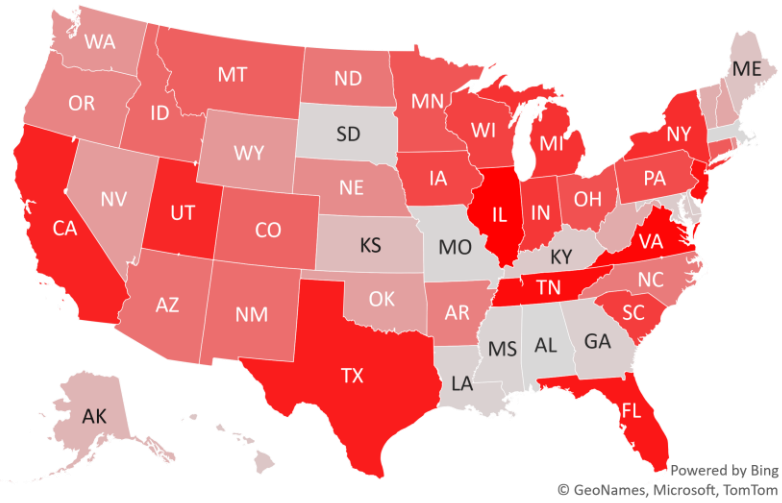 WA
ME
MT
ND
MN
OR
ID
SD
WI
MI
NY
WY
IA
PA
NE
NV
IL
IN
OH
UT
CA
CO
KS
MO
KY
VA
TN
NC
OK
AZ
NM
AR
SC
MS
AL
GA
TX
LA
FL
AK
Powered by Bing
© GeoNames, Microsoft, TomTom